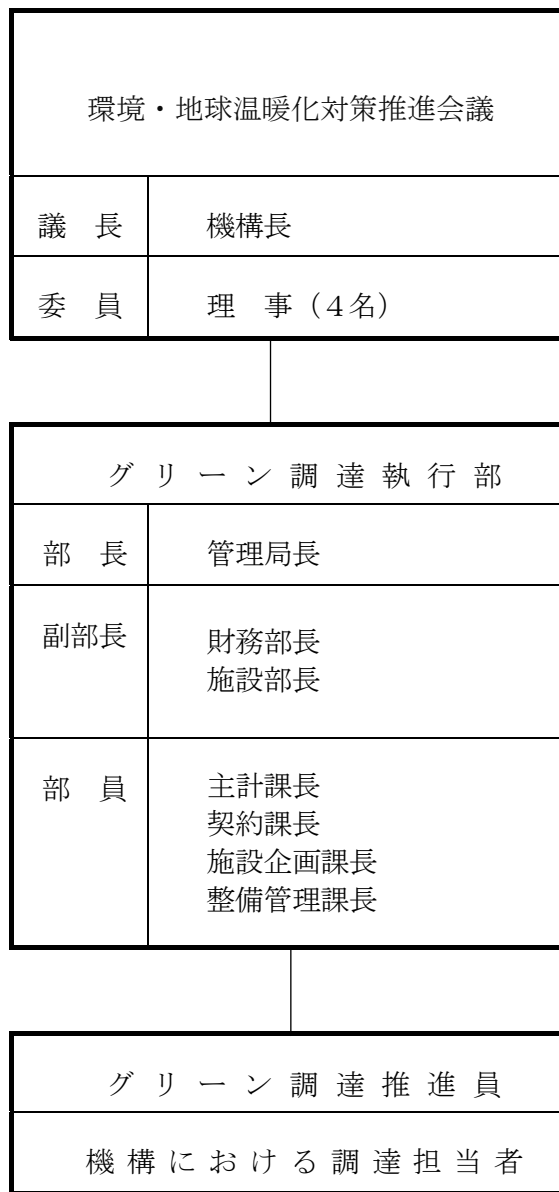 環境・地球温暖化対策推進会議
議　長　機構長
委　員　理　事（４名）
グリーン調達執行部
部　長　管理局長
副部長　財務部長
施設部長
部　員　主計課長
契約課長
施設企画課長
整備管理課長
グリーン調達推進員
機構における調達担当者